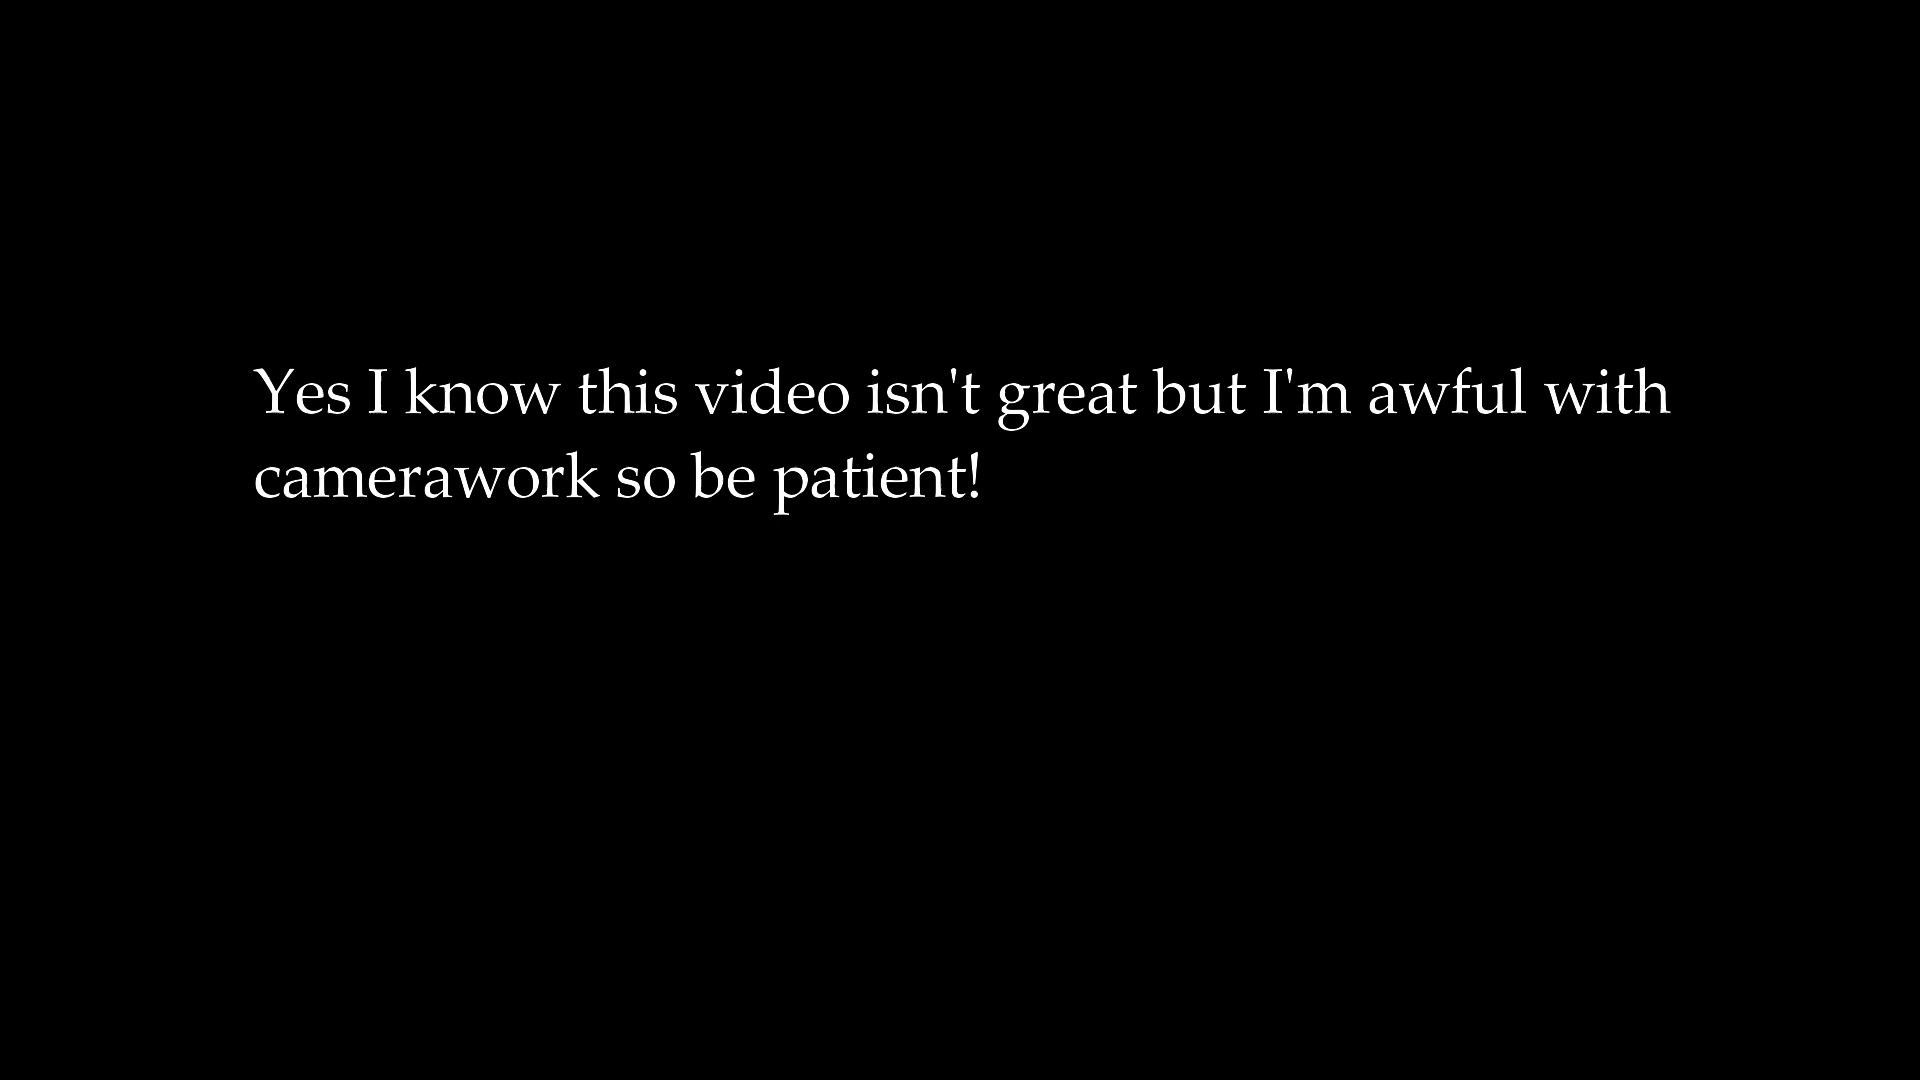 Yes I know this video isn't great but I'm awful with
camerawork so be patient!